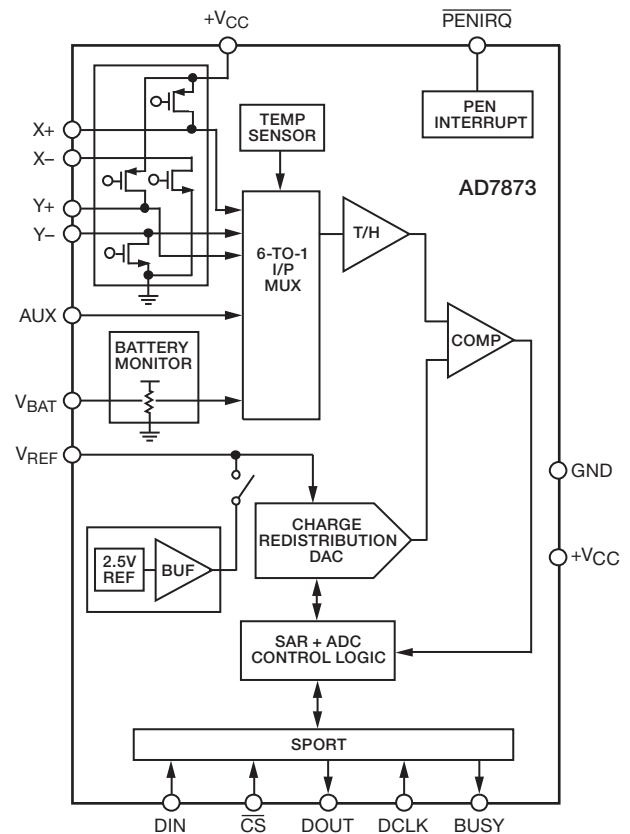 +VCC
PENIRQ
X+
X–
Y+
Y–
AUX
VBAT
VREF
TEMP
SENSOR
PEN
INTERRUPT
AD7873
6-TO-1
I/P
MUX
T/H
COMP
BATTERY
MONITOR
GND
+VCC
CHARGE
REDISTRIBUTION
DAC
2.5V
REF
BUF
SAR + ADC
CONTROL LOGIC
SPORT
DIN
CS
DOUT
DCLK
BUSY